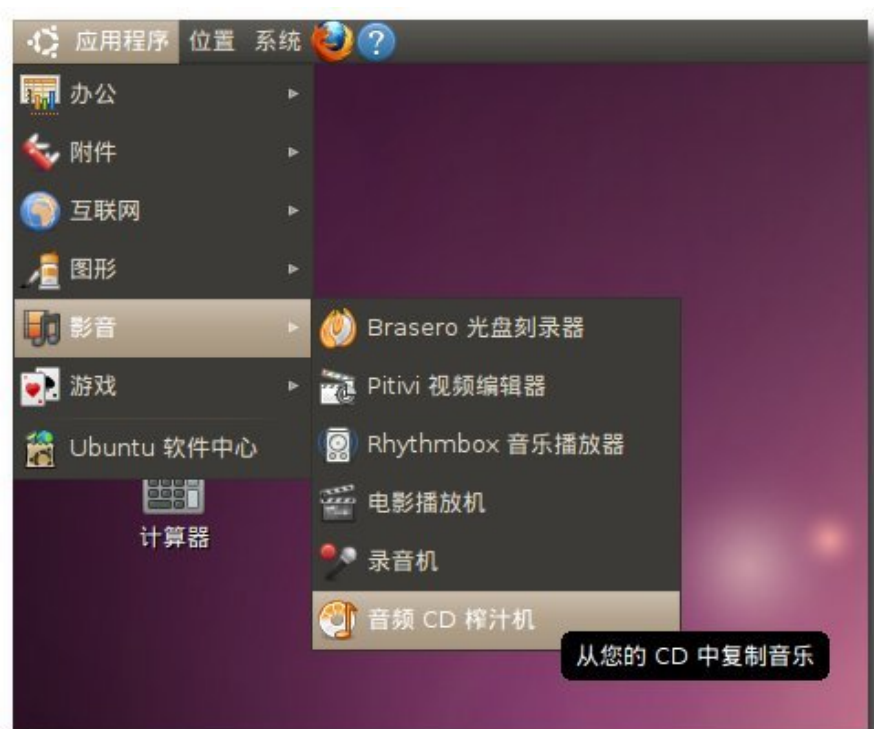 应用程序 位置 系统
办公
附件
互联网
图形
影音
游戏
Ubuntu 软件中心
Brasero 光盘刻录器
Pitivi 视频编辑器
Rhythmbox 音乐播放器
电影播放机
录音机
音频 CD 榨汁机
从您的 CD 中复制音乐
计算器